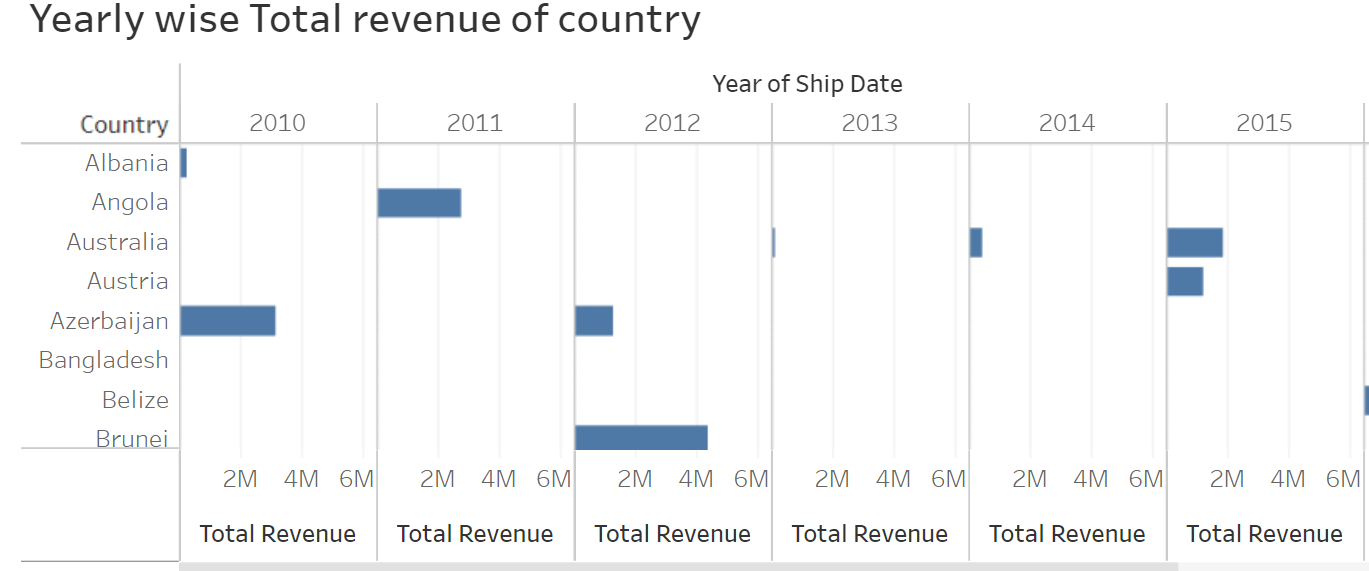 Yearly wise Total revenue of country
Year of Ship Date
Country 2010 2011 2012 2013 2014 2015
Albania
Angola
Australia
Austria
Azerbaijan
Bangladesh
Belize
Brunei
2M 4M 6M 2M 4M 6M 2M 4M 6M 2M 4M 6M 2M 4M 6M 2M 4M 6M
Total Revenue Total Revenue Total Revenue Total Revenue Total Revenue Total Revenue